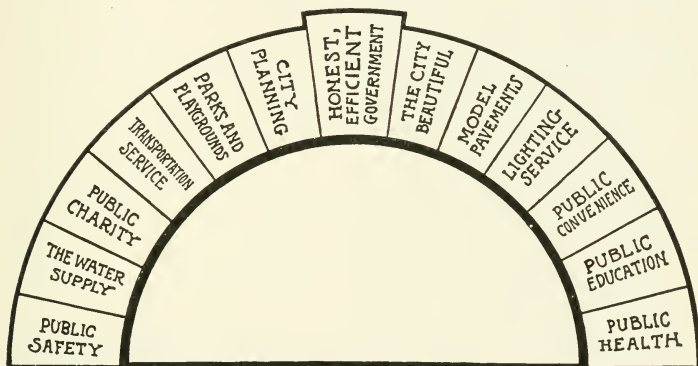 PUBLIC
SAFETY
THE WATER
SUPPLY
PUBLIC
CHARITY
TRANSPORTATION
SERVICE
PARKS AND
PLAYGROUNDS
CITY
PLANNING
HONEST,
EFFICIENT
GOVERNMENT
THE CITY
BEAUTIFUL
MODEL
PAVEMENTS
LIGHTING-
SERVICE
PUBLIC
CONVENIENCE
PUBLIC
EDUCATION
PUBLIC
HEALTH